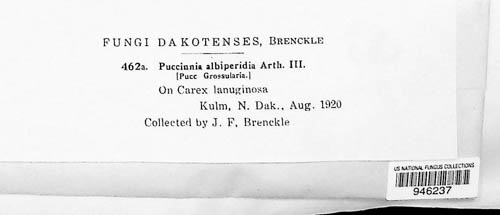 FUNGI DAKOTENSES, BRENCKLE
462a. Puccinnia albiperidia Arth. III.
[Pucc Grossularia.]
On Carex lanuginosa
Kulm, N. Dak., Aug. 1920
Collected by J. F. Brenckle
US NATIONAL FUNGUS COLLECTIONS
946237